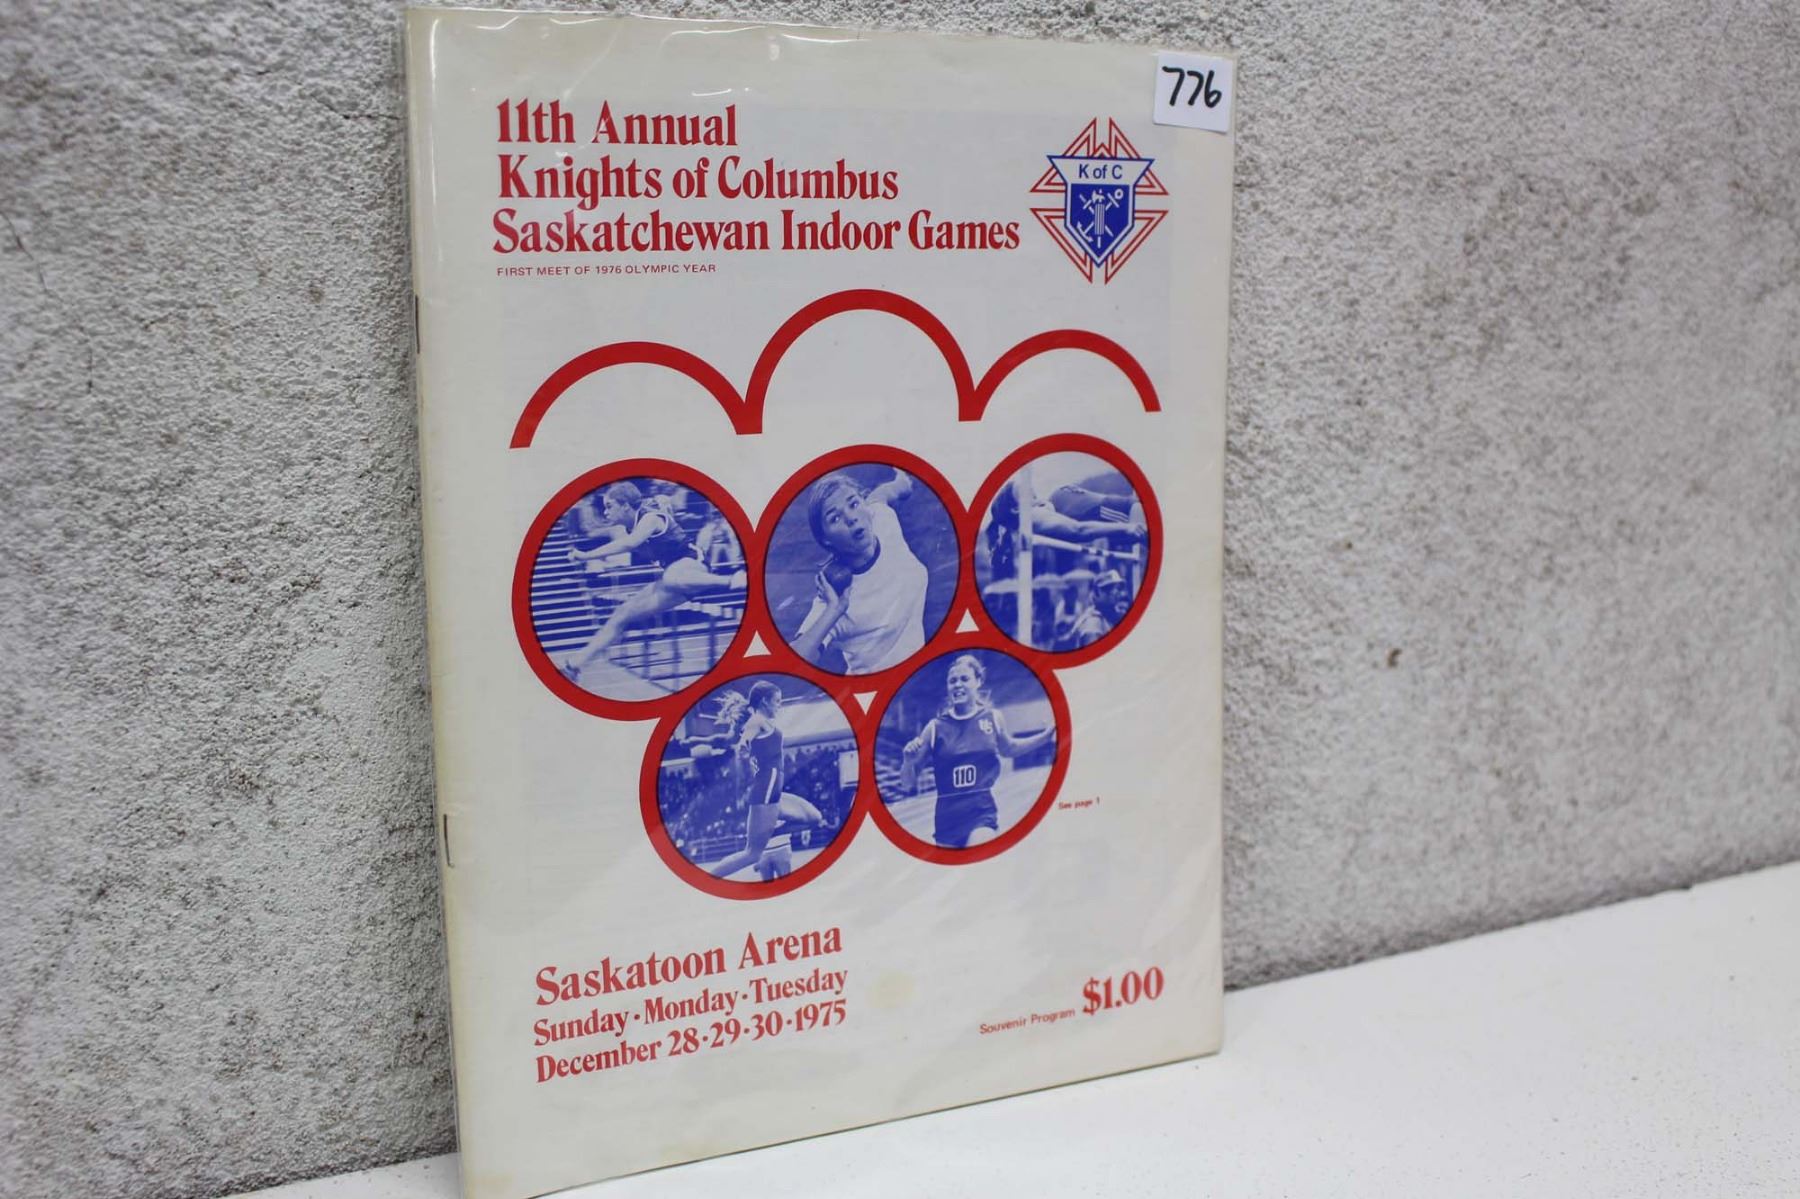 776
11th Annual
Knights of Columbus
Saskatchewan Indoor Games
FIRST MEET OF 1976 OLYMPIC YEAR
K of C
US
110
See page 1
Saskatoon Arena
Sunday·Monday·Tuesday
December 28·29·30·1975
Souvenir Program $1.00